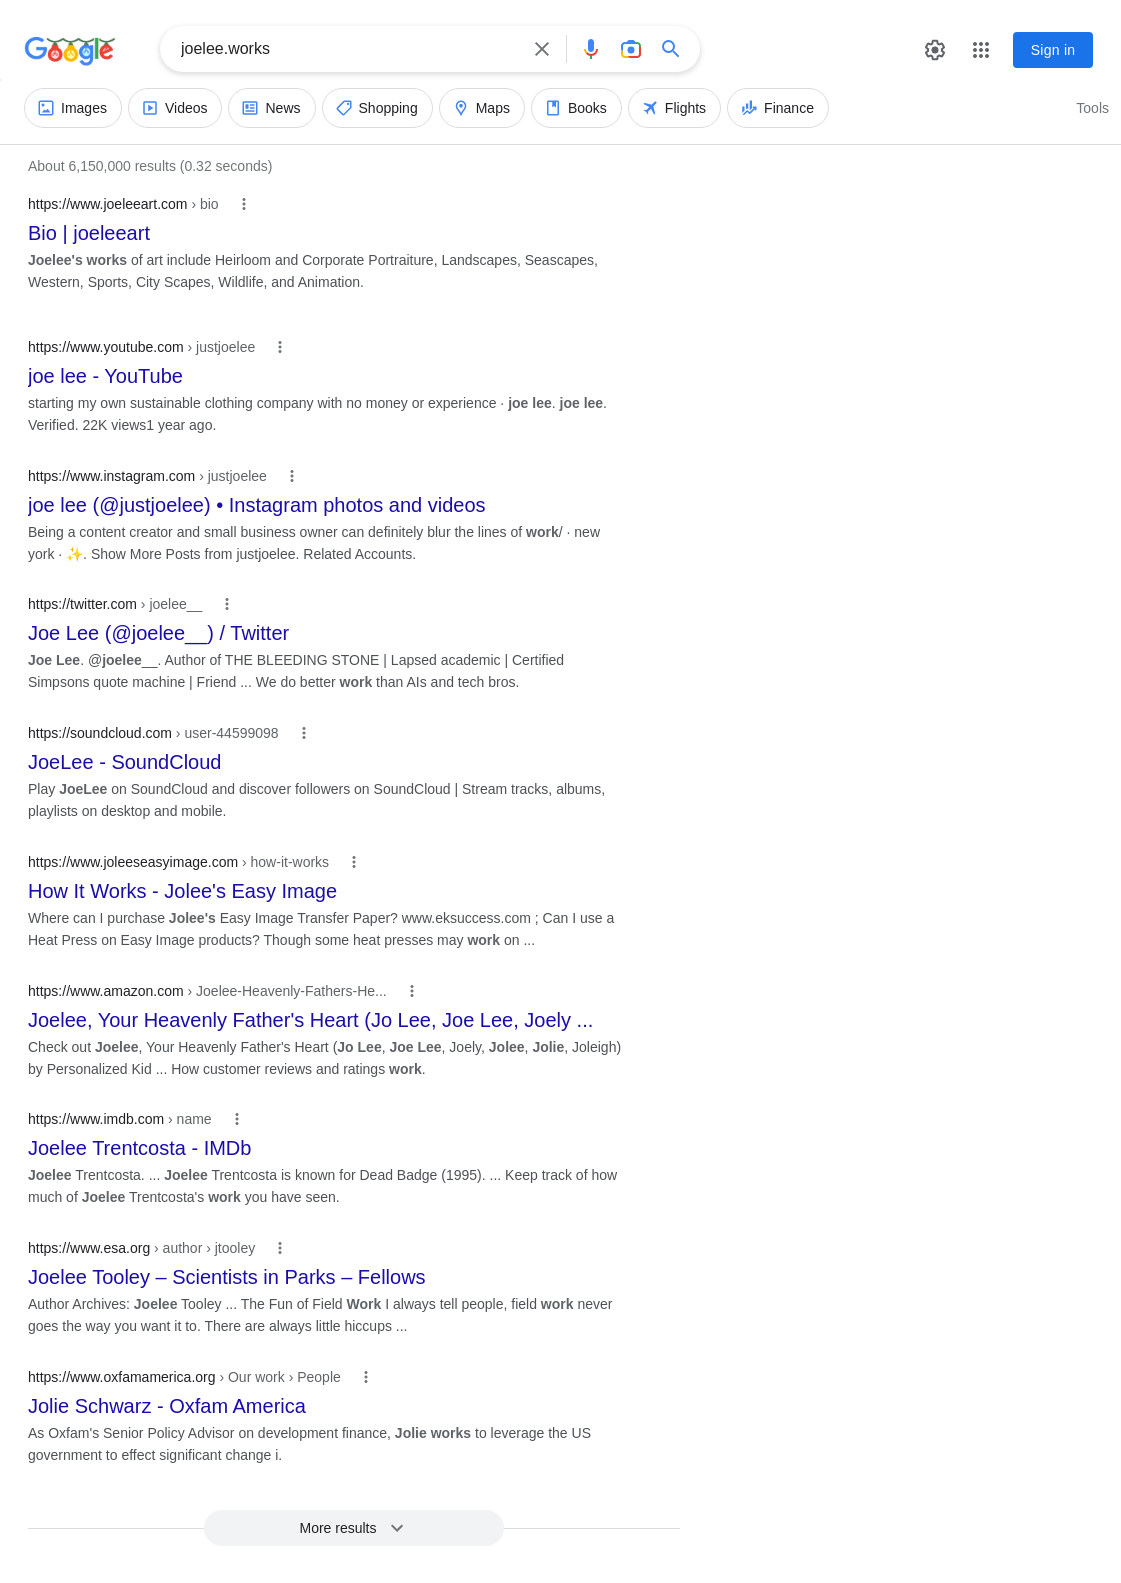 Google
joelee.works
Sign in
Images
Videos
News
Shopping
Maps
Books
Flights
Finance
Tools
About 6,150,000 results (0.32 seconds)
https://www.joeleeart.com › bio
Bio | joeleeart
Joelee's works of art include Heirloom and Corporate Portraiture, Landscapes, Seascapes,
Western, Sports, City Scapes, Wildlife, and Animation.
https://www.youtube.com › justjoelee
joe lee - YouTube
starting my own sustainable clothing company with no money or experience · joe lee. joe lee.
Verified. 22K views1 year ago.
https://www.instagram.com › justjoelee
joe lee (@justjoelee) • Instagram photos and videos
Being a content creator and small business owner can definitely blur the lines of work/ · new
york · ✨. Show More Posts from justjoelee. Related Accounts.
https://twitter.com › joelee__
Joe Lee (@joelee__) / Twitter
Joe Lee. @joelee__. Author of THE BLEEDING STONE | Lapsed academic | Certified
Simpsons quote machine | Friend ... We do better work than AIs and tech bros.
https://soundcloud.com › user-44599098
JoeLee - SoundCloud
Play JoeLee on SoundCloud and discover followers on SoundCloud | Stream tracks, albums,
playlists on desktop and mobile.
https://www.joleeseasyimage.com › how-it-works
How It Works - Jolee's Easy Image
Where can I purchase Jolee's Easy Image Transfer Paper? www.eksuccess.com ; Can I use a
Heat Press on Easy Image products? Though some heat presses may work on ...
https://www.amazon.com › Joelee-Heavenly-Fathers-He...
Joelee, Your Heavenly Father's Heart (Jo Lee, Joe Lee, Joely ...
Check out Joelee, Your Heavenly Father's Heart (Jo Lee, Joe Lee, Joely, Jolee, Jolie, Joleigh)
by Personalized Kid ... How customer reviews and ratings work.
https://www.imdb.com › name
Joelee Trentcosta - IMDb
Joelee Trentcosta. ... Joelee Trentcosta is known for Dead Badge (1995). ... Keep track of how
much of Joelee Trentcosta's work you have seen.
https://www.esa.org › author › jtooley
Joelee Tooley – Scientists in Parks – Fellows
Author Archives: Joelee Tooley ... The Fun of Field Work I always tell people, field work never
goes the way you want it to. There are always little hiccups ...
https://www.oxfamamerica.org › Our work › People
Jolie Schwarz - Oxfam America
As Oxfam's Senior Policy Advisor on development finance, Jolie works to leverage the US
government to effect significant change i.
More results